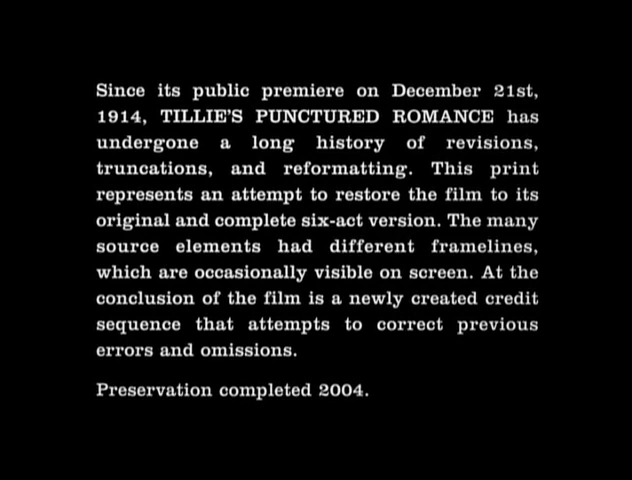 Since its public premiere on December 21st,
1914, TILLIE'S PUNCTURED ROMANCE has
undergone a long history of revisions,
truncations, and reformatting. This print
represents an attempt to restore the film to its
original and complete six-act version. The many
source elements had different framelines,
which are occasionally visible on screen. At the
conclusion of the film is a newly created credit
sequence that attempts to correct previous
errors and omissions.
Preservation completed 2004.